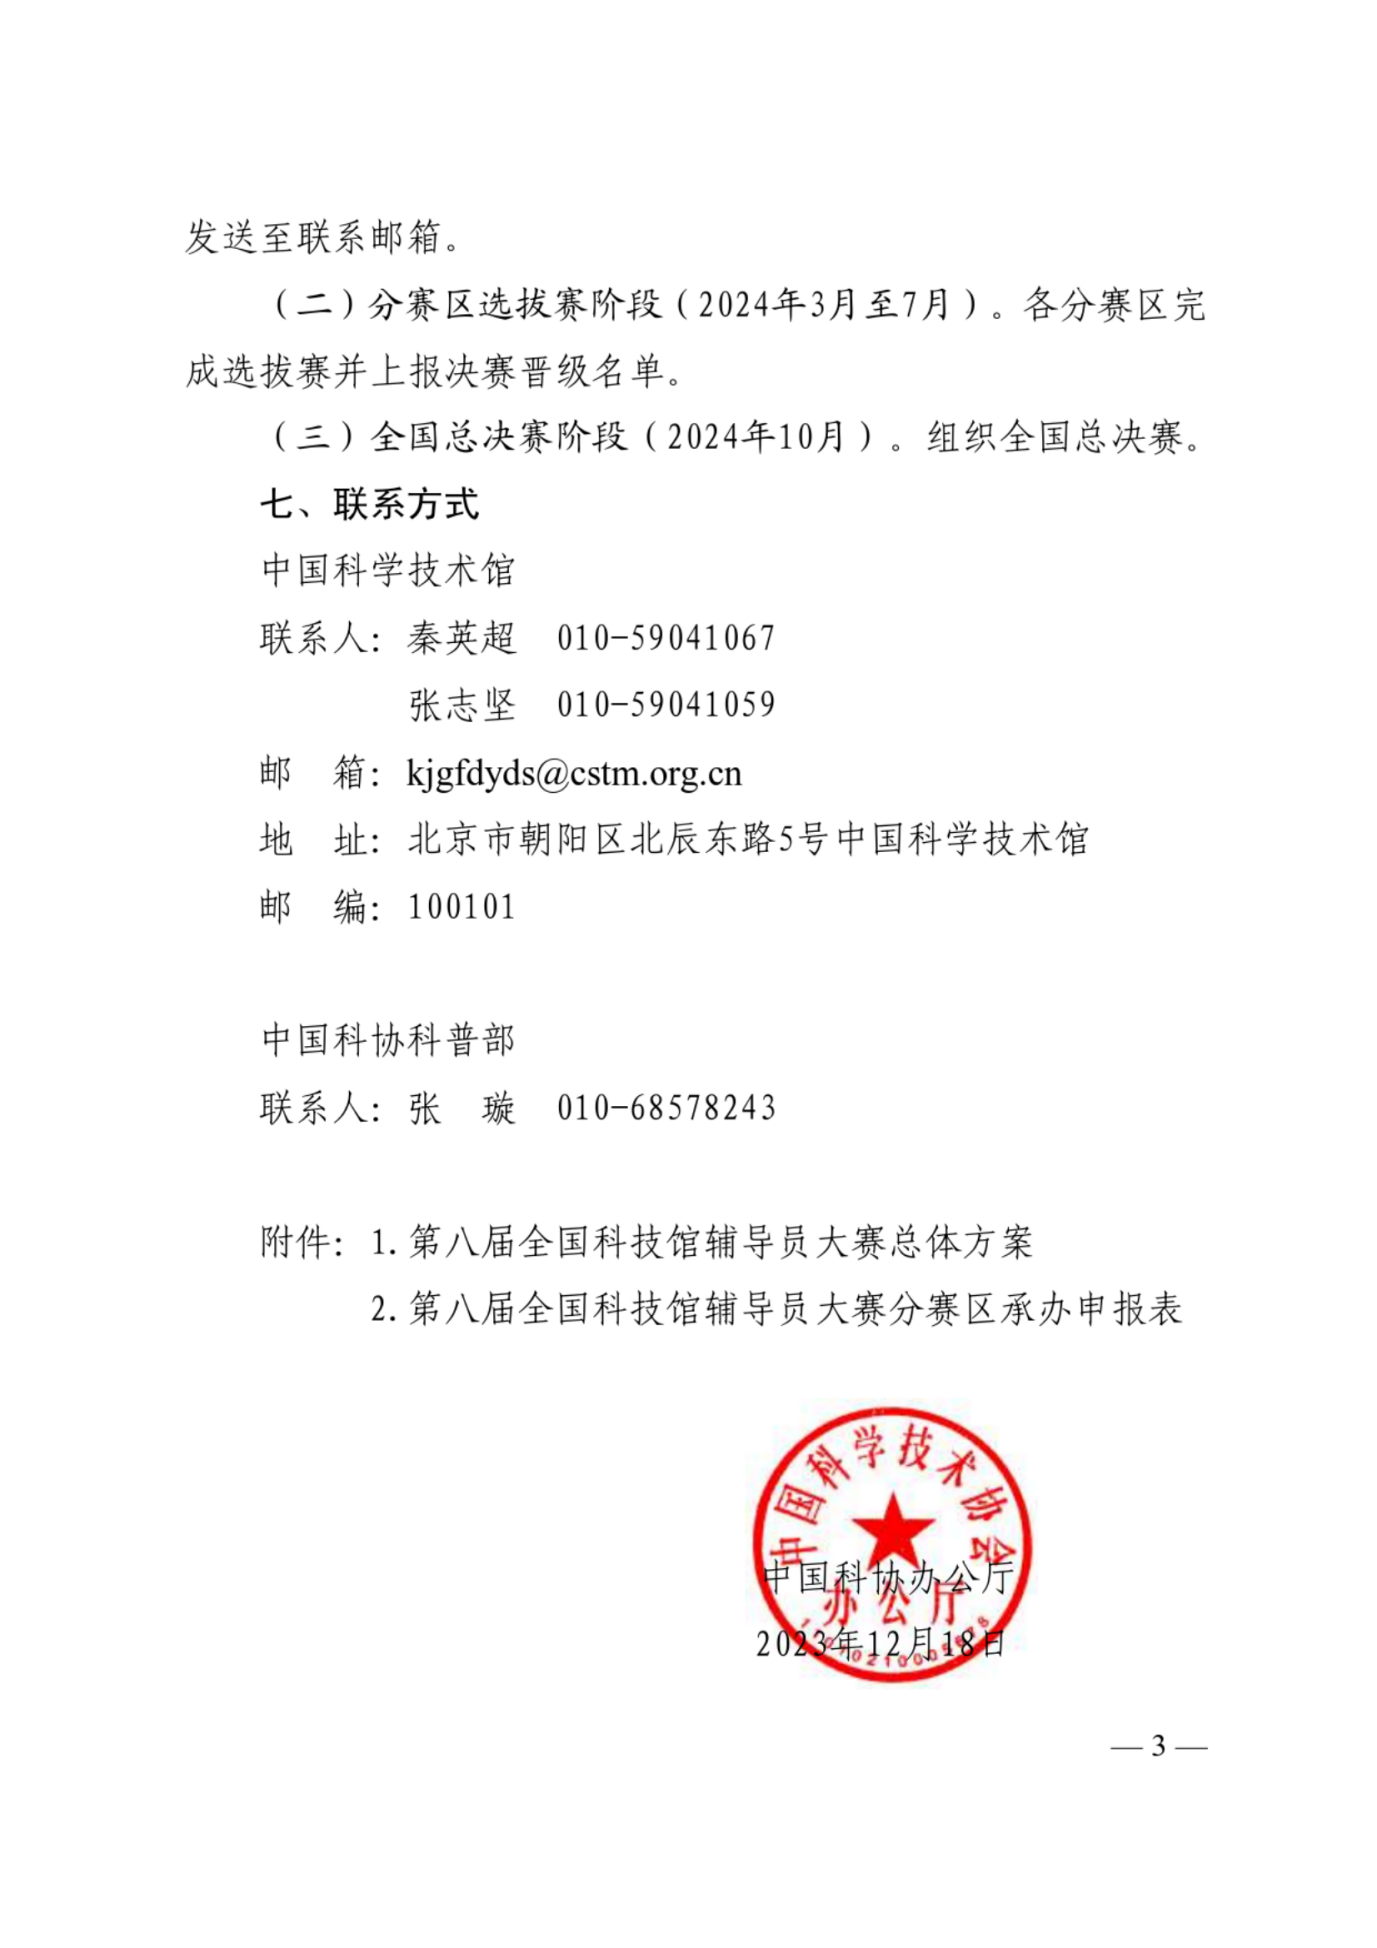 发送至联系邮箱。
（二）分赛区选拔赛阶段（2024年3月至7月）。各分赛区完
成选拔赛并上报决赛晋级名单。
（三）全国总决赛阶段（2024年10月）。组织全国总决赛。
七、联系方式
中国科学技术馆
联系人：秦英超　010-59041067
张志坚　010-59041059
邮　箱：kjgfdyds@cstm.org.cn
地　址：北京市朝阳区北辰东路5号中国科学技术馆
邮　编：100101
中国科协科普部
联系人：张　璇　010-68578243
附件：1.第八届全国科技馆辅导员大赛总体方案
2.第八届全国科技馆辅导员大赛分赛区承办申报表
中国科学技术协会
中国科协办公厅
办公厅
2023年12月18日
— 3 —